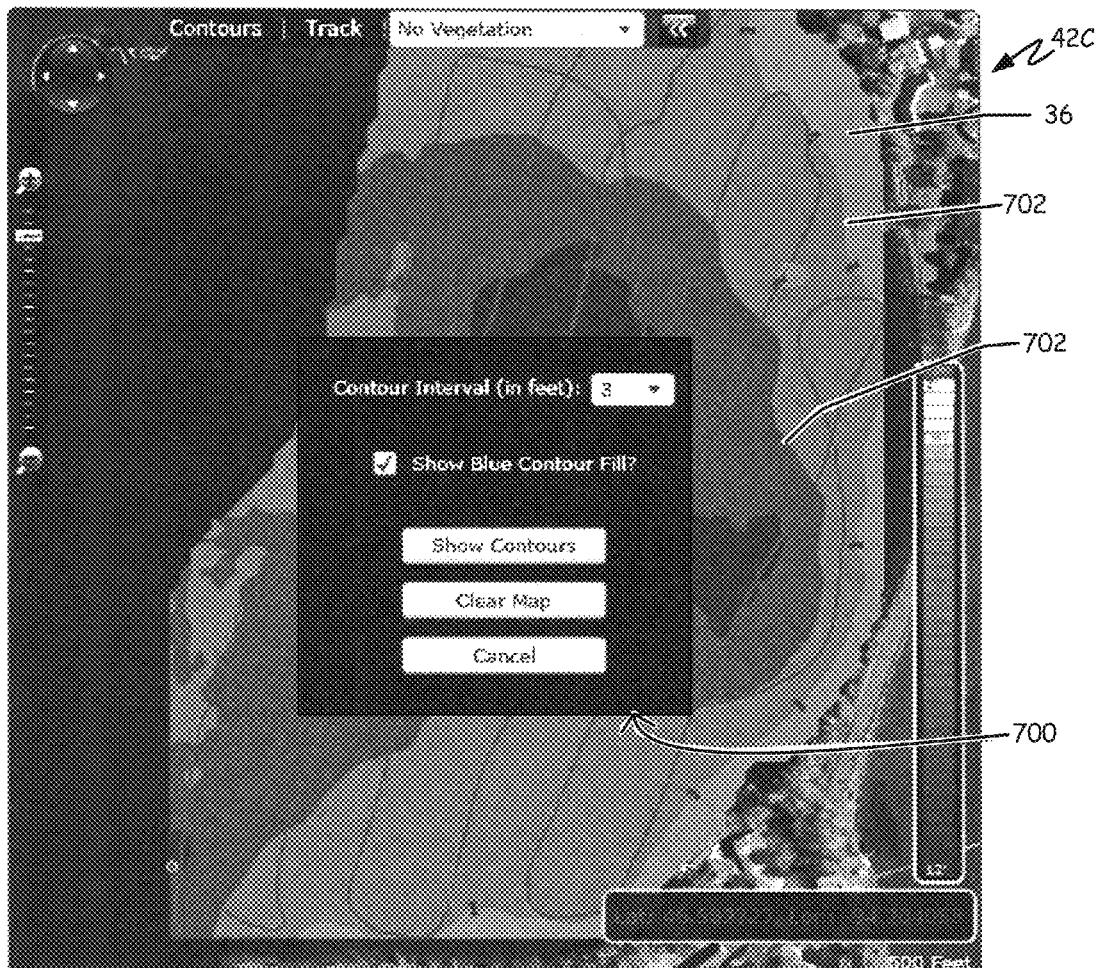 Contours | Track No Vegetation
42C
36
702
702
Contour Interval (in feet): 3
Show Blue Contour Fill?
Show Contours
Clear Map
Cancel
700
600 Feet